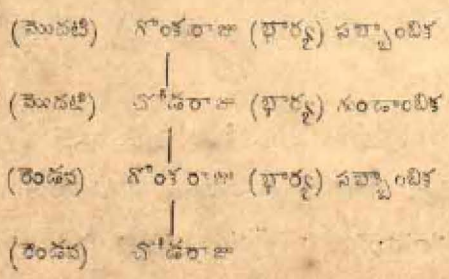 (మొదటి) గోంకరాజు (భార్య) సబ్బాంబిక
(మొదటి) చోడరాజు (భార్య) గుండాంబిక
(రెండవ) గోంకరాజు (భార్య) సబ్బాంబిక
(రెండవ) చోడరాజు